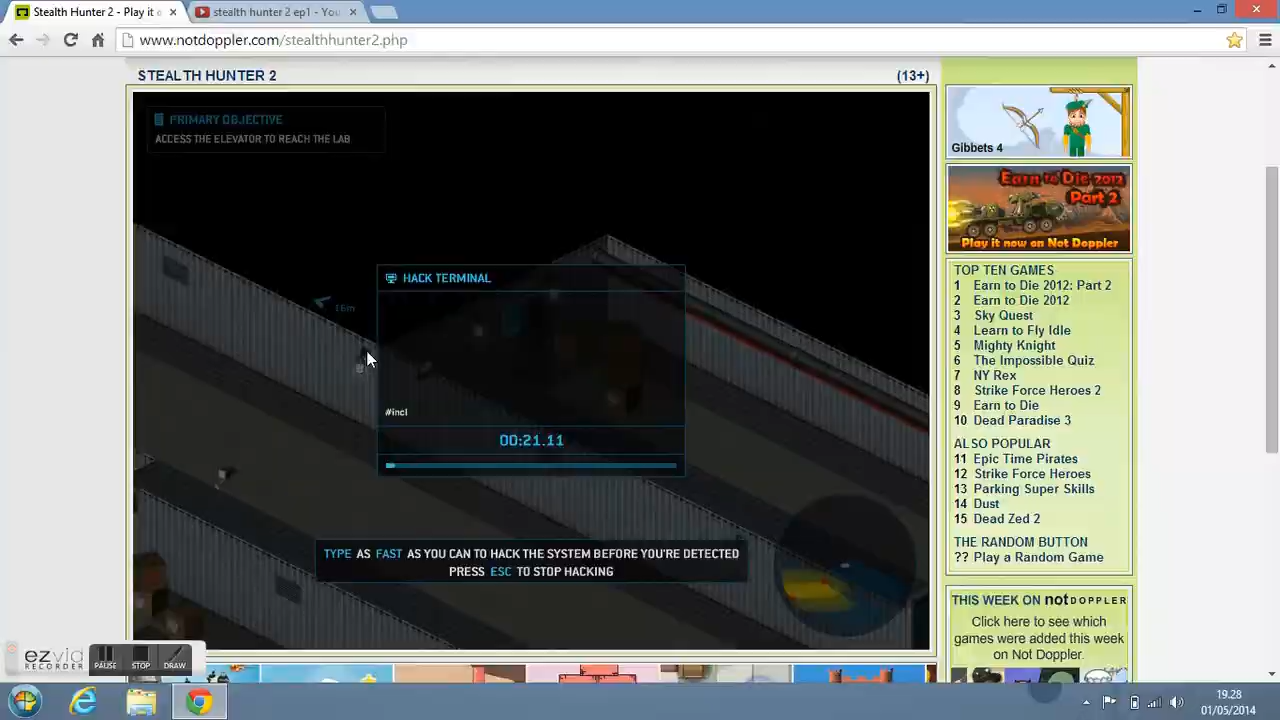 Stealth Hunter 2 - Play it o
stealth hunter 2 ep1 - You
www.notdoppler.com/stealthhunter2.php
STEALTH HUNTER 2
(13+)
PRIMARY OBJECTIVE
ACCESS THE ELEVATOR TO REACH THE LAB
HACK TERMINAL
16m
#incl
00:21.11
TYPE AS FAST AS YOU CAN TO HACK THE SYSTEM BEFORE YOU'RE DETECTED
PRESS ESC TO STOP HACKING
Gibbets 4
Earn to Die 2012
Part 2
Play it now on Not Doppler
TOP TEN GAMES
1 Earn to Die 2012: Part 2
2 Earn to Die 2012
3 Sky Quest
4 Learn to Fly Idle
5 Mighty Knight
6 The Impossible Quiz
7 NY Rex
8 Strike Force Heroes 2
9 Earn to Die
10 Dead Paradise 3
ALSO POPULAR
11 Epic Time Pirates
12 Strike Force Heroes
13 Parking Super Skills
14 Dust
15 Dead Zed 2
THE RANDOM BUTTON
?? Play a Random Game
THIS WEEK ON notDOPPLER
Click here to see which
games were added this week
on Not Doppler.
ezvid
RECORDER
PAUSE
STOP
DRAW
19.28
01/05/2014